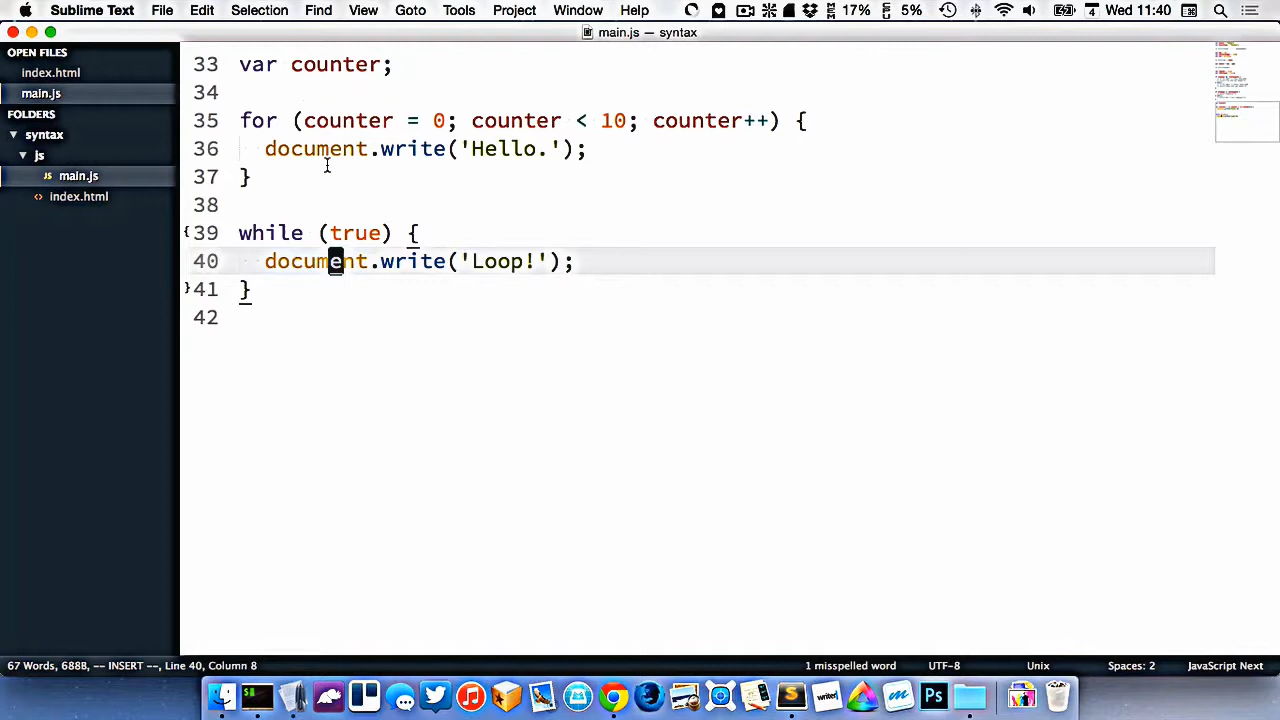 Sublime Text File Edit Selection Find View Goto Tools Project Window Help 17% 5% 4 Wed 11:40
main.js — syntax
OPEN FILES
index.html
main.js
FOLDERS
syntax
js
main.js
index.html
33 var counter;
34
35 for (counter = 0; counter < 10; counter++) {
36 document.write('Hello.');
37 }
38
39 while (true) {
40 document.write('Loop!');
41 }
42
67 Words, 688B, -- INSERT --, Line 40, Column 8 1 misspelled word UTF-8 Unix Spaces: 2 JavaScript Next